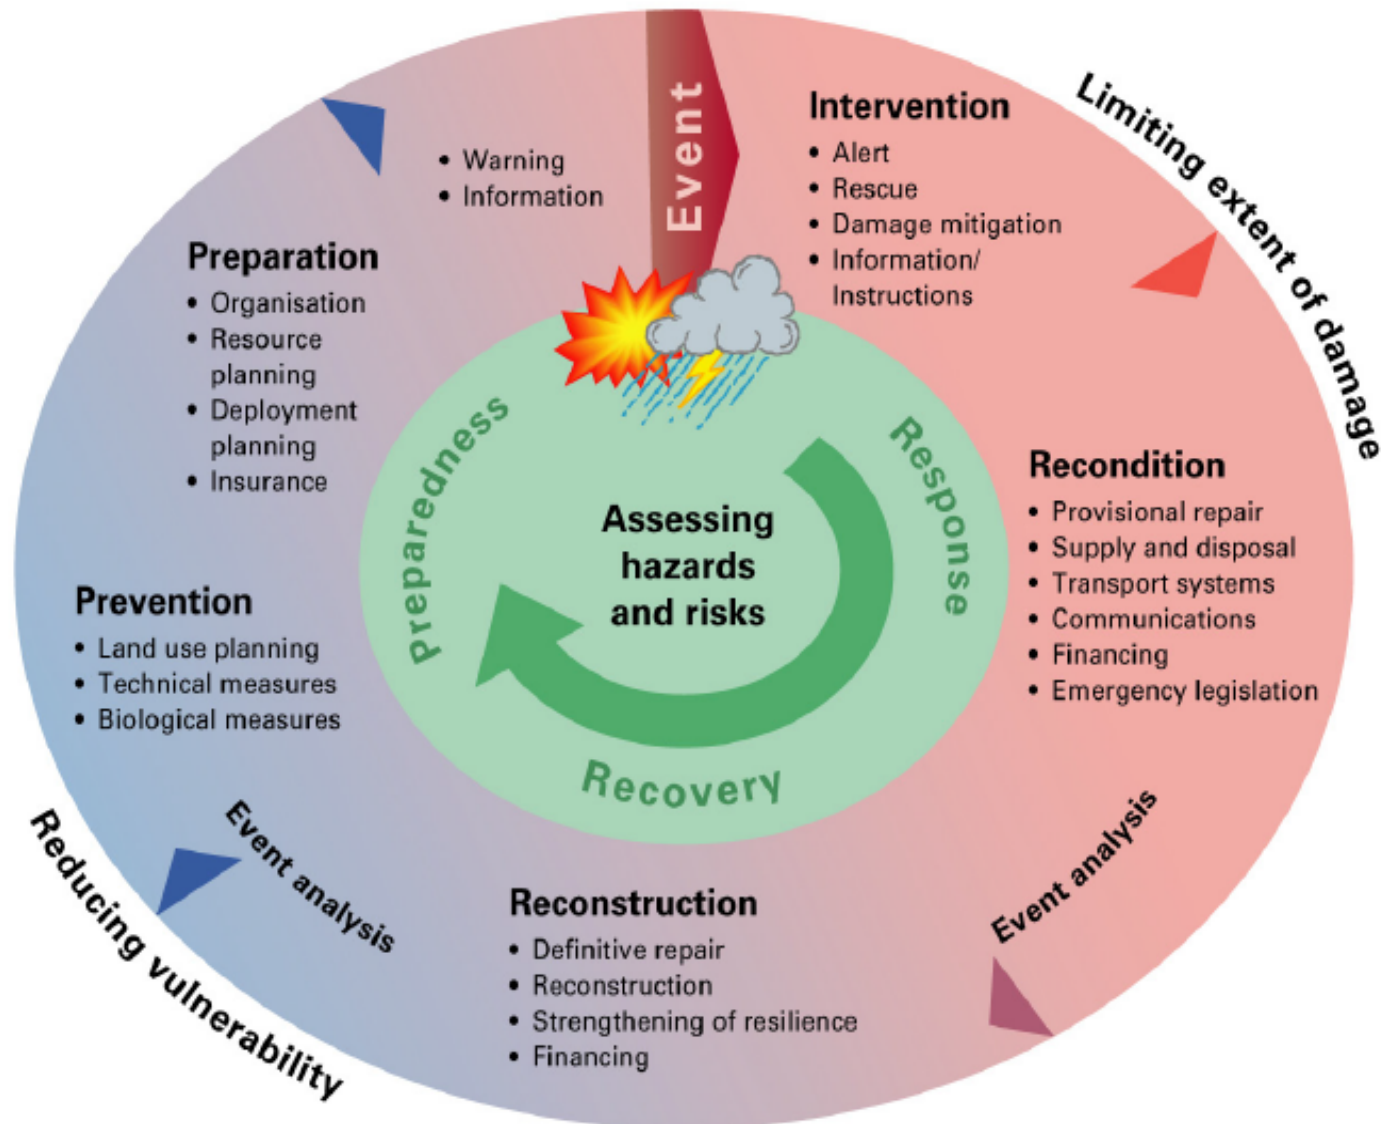 Event
Intervention
• Alert
• Rescue
• Damage mitigation
• Information/
Instructions
Limiting extent of damage
Recondition
• Provisional repair
• Supply and disposal
• Transport systems
• Communications
• Financing
• Emergency legislation
Event analysis
Reconstruction
• Definitive repair
• Reconstruction
• Strengthening of resilience
• Financing
Event analysis
Reducing vulnerability
Prevention
• Land use planning
• Technical measures
• Biological measures
Preparation
• Organisation
• Resource
planning
• Deployment
planning
• Insurance
• Warning
• Information
Response
Recovery
Preparedness
Assessing
hazards
and risks